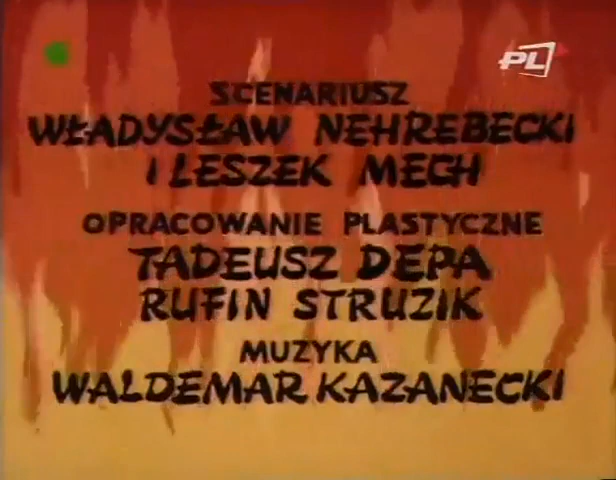 PL
SCENARIUSZ
WŁADYSŁAW NEHREBECKI
I LESZEK MECH
OPRACOWANIE PLASTYCZNE
TADEUSZ DEPA
RUFIN STRUZIK
MUZYKA
WALDEMAR KAZANECKI